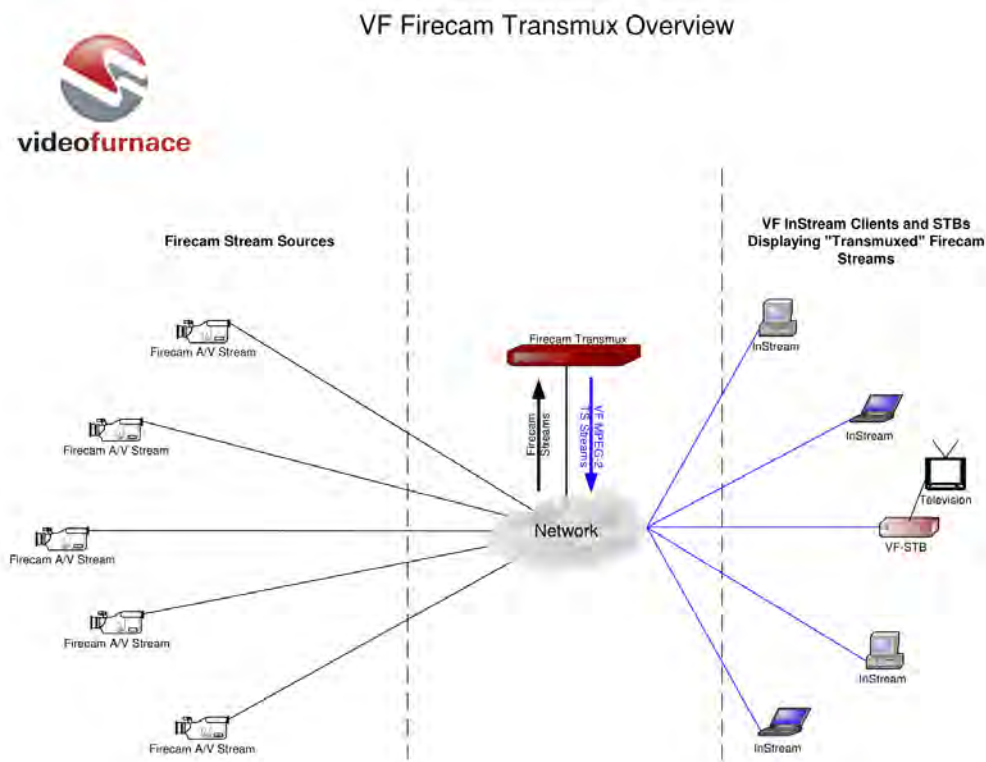 VF Firecam Transmux Overview
videofurnace
Firecam Stream Sources
VF InStream Clients and STBs
Displaying "Transmuxed" Firecam
Streams
Firecam A/V Stream
Firecam A/V Stream
Firecam A/V Stream
Firecam A/V Stream
Firecam A/V Stream
Firecam Transmux
Firecam
Streams
VF MPEG-2
TS Streams
Network
InStream
InStream
Television
VF-STB
InStream
InStream